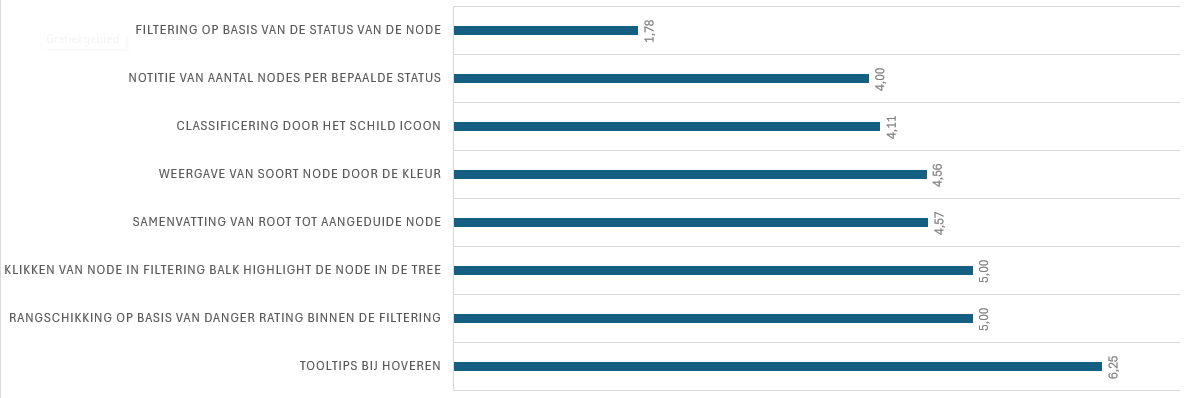 FILTERING OP BASIS VAN DE STATUS VAN DE NODE 1,78
Grafiekgebied
NOTITIE VAN AANTAL NODES PER BEPAALDE STATUS 4,00
CLASSIFICERING DOOR HET SCHILD ICOON 4,11
WEERGAVE VAN SOORT NODE DOOR DE KLEUR 4,56
SAMENVATTING VAN ROOT TOT AANGEDUIDE NODE 4,57
KLIKKEN VAN NODE IN FILTERING BALK HIGHLIGHT DE NODE IN DE TREE 5,00
RANGSCHIKKING OP BASIS VAN DANGER RATING BINNEN DE FILTERING 5,00
TOOLTIPS BIJ HOVEREN 6,25